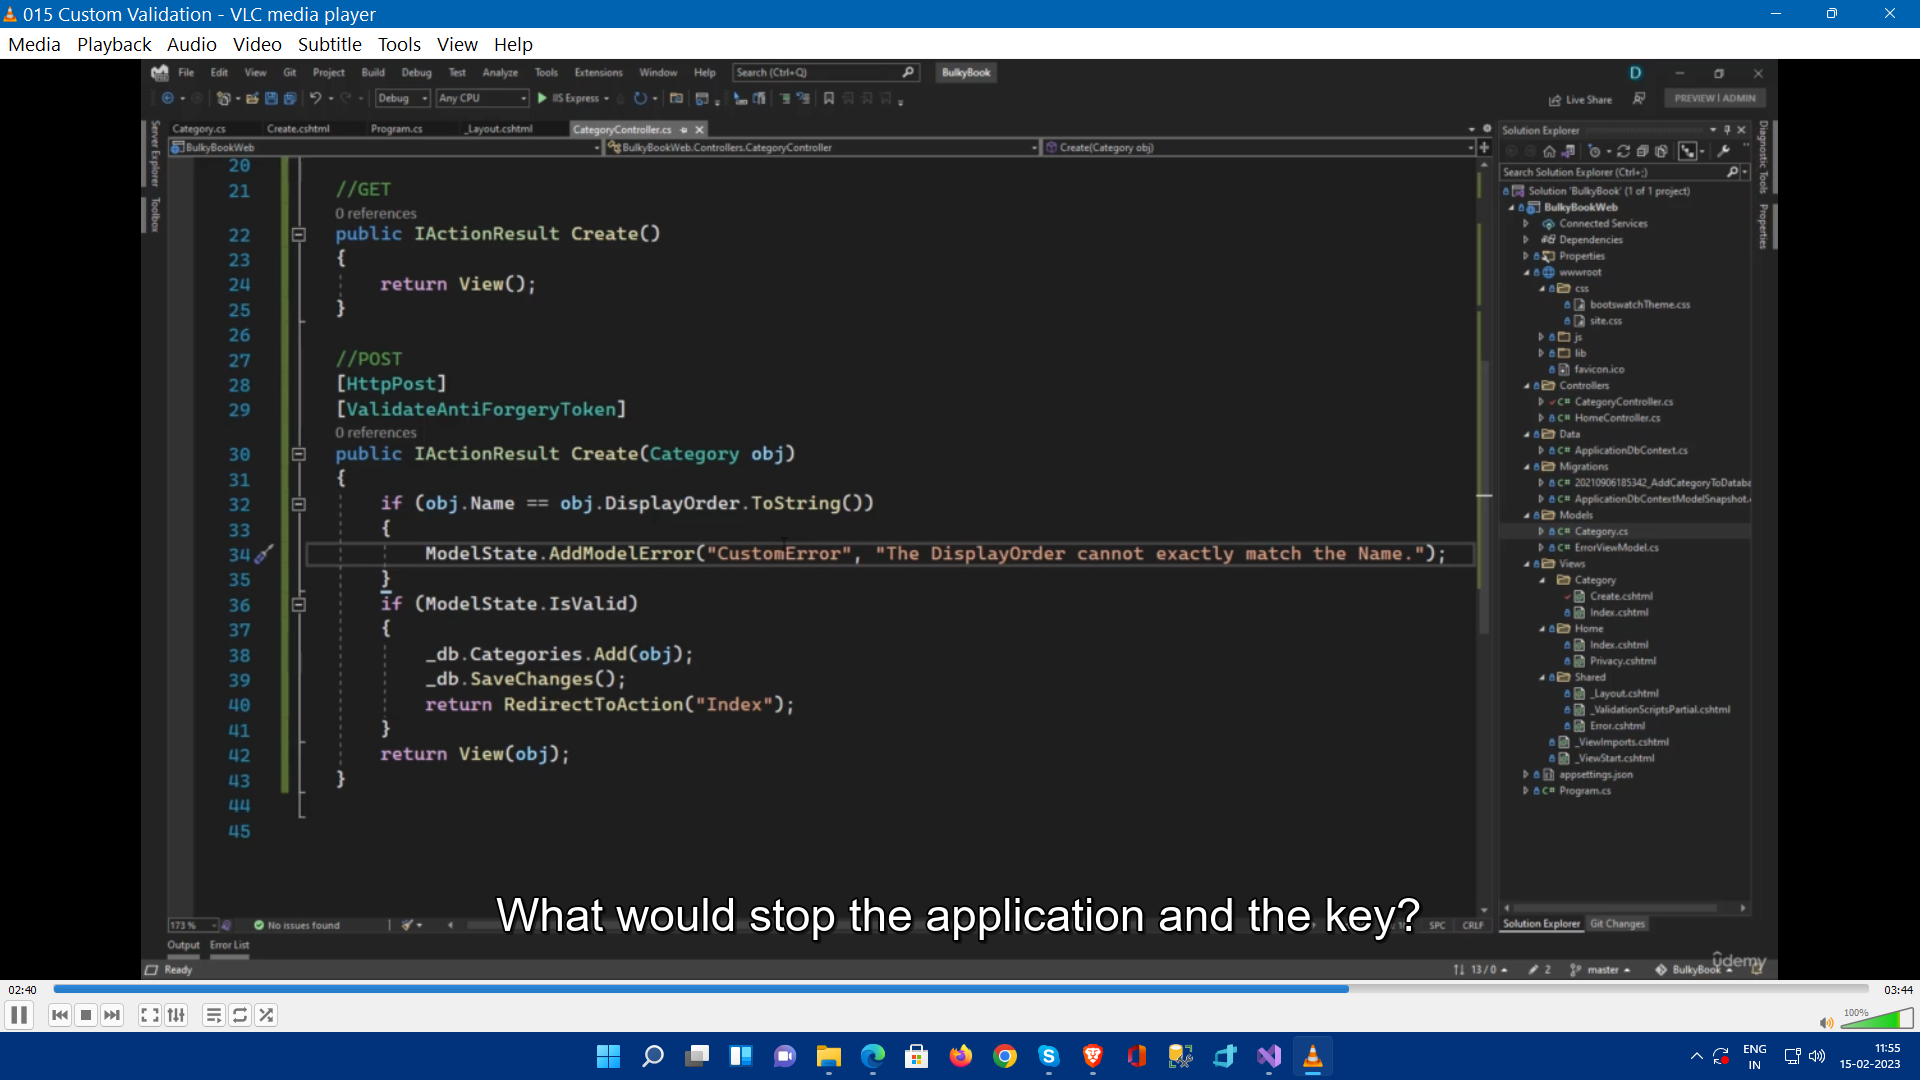 015 Custom Validation - VLC media player
Media Playback Audio Video Subtitle Tools View Help
File Edit View Git Project Build Debug Test Analyze Tools Extensions Window Help Search (Ctrl+Q) BulkyBook D
Debug Any CPU IIS Express Live Share PREVIEW | ADMIN
Category.cs Create.cshtml Program.cs _Layout.cshtml CategoryController.cs
BulkyBookWeb BulkyBookWeb.Controllers.CategoryController Create(Category obj)
Server Explorer
Toolbox
20
21 //GET
0 references
22 public IActionResult Create()
23 {
24 return View();
25 }
26
27 //POST
28 [HttpPost]
29 [ValidateAntiForgeryToken]
0 references
30 public IActionResult Create(Category obj)
31 {
32 if (obj.Name == obj.DisplayOrder.ToString())
33 {
34 ModelState.AddModelError("CustomError", "The DisplayOrder cannot exactly match the Name.");
35 }
36 if (ModelState.IsValid)
37 {
38 _db.Categories.Add(obj);
39 _db.SaveChanges();
40 return RedirectToAction("Index");
41 }
42 return View(obj);
43 }
44
45
Solution Explorer
Search Solution Explorer (Ctrl+;)
Solution 'BulkyBook' (1 of 1 project)
BulkyBookWeb
Connected Services
Dependencies
Properties
wwwroot
css
bootswatchTheme.css
site.css
js
lib
favicon.ico
Controllers
C# CategoryController.cs
C# HomeController.cs
Data
C# ApplicationDbContext.cs
Migrations
C# 20210906185342_AddCategoryToDataba
C# ApplicationDbContextModelSnapshot.
Models
C# Category.cs
C# ErrorViewModel.cs
Views
Category
Create.cshtml
Index.cshtml
Home
Index.cshtml
Privacy.cshtml
Shared
_Layout.cshtml
_ValidationScriptsPartial.cshtml
Error.cshtml
_ViewImports.cshtml
_ViewStart.cshtml
appsettings.json
C# Program.cs
Diagnostic Tools
Properties
What would stop the application and the key?
173 % No issues found SPC CRLF
Solution Explorer Git Changes
Output Error List
Ready 13 / 0 2 master BulkyBook
udemy
02:40 03:44
100%
ENG
IN
11:55
15-02-2023